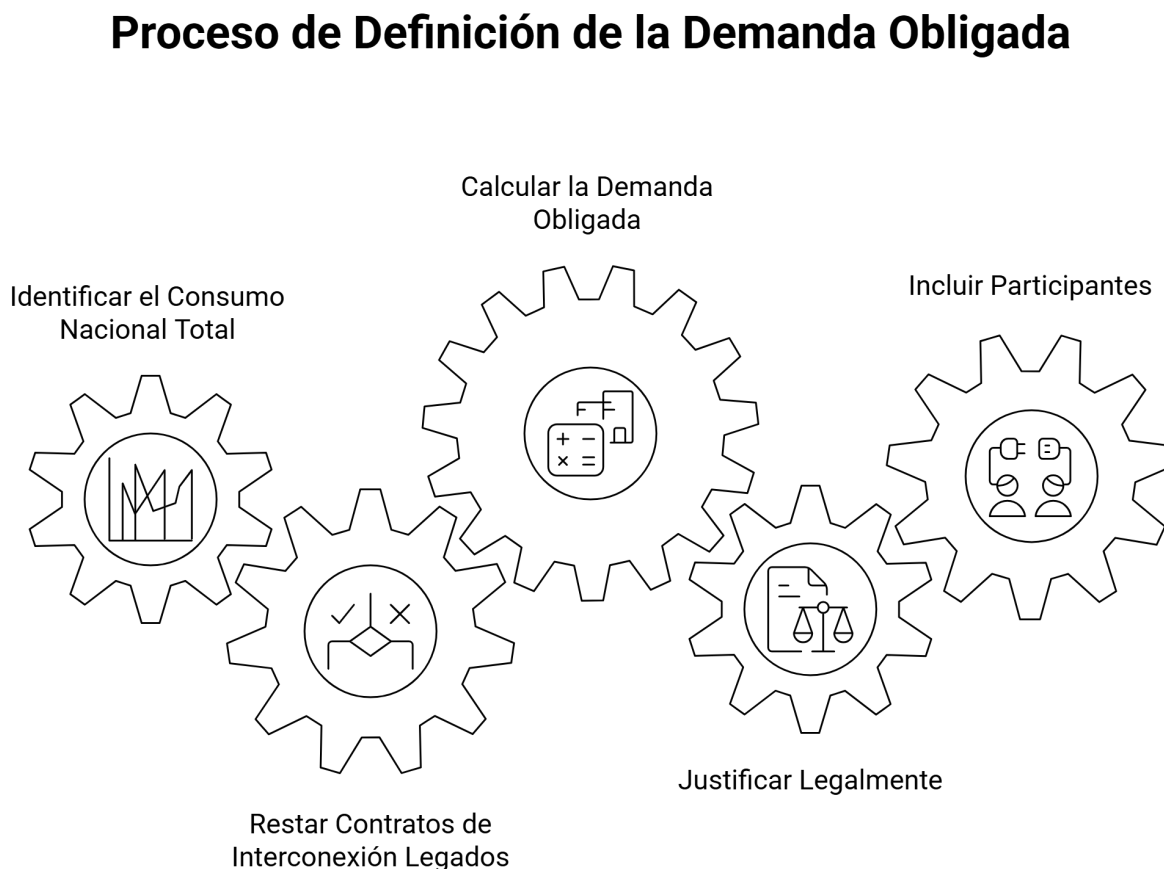 Proceso de Definición de la Demanda Obligada
Calcular la Demanda
Obligada
Identificar el Consumo
Nacional Total
Incluir Participantes
Justificar Legalmente
Restar Contratos de
Interconexión Legados